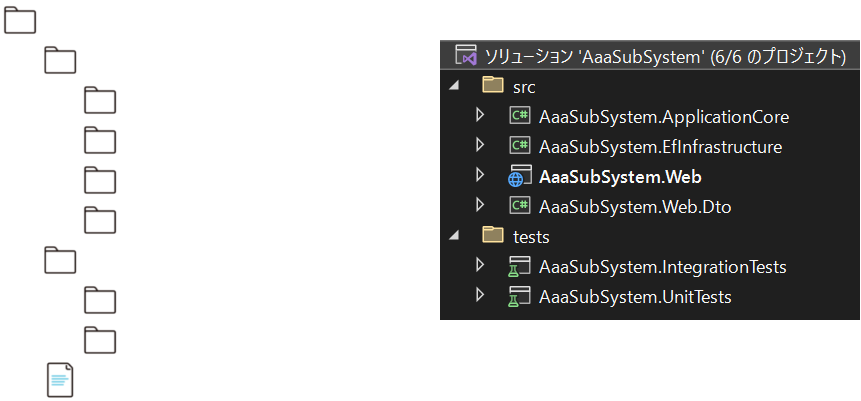 ソリューション 'AaaSubSystem' (6/6 のプロジェクト)
src
C# AaaSubSystem.ApplicationCore
C# AaaSubSystem.EfInfrastructure
AaaSubSystem.Web
C# AaaSubSystem.Web.Dto
tests
AaaSubSystem.IntegrationTests
AaaSubSystem.UnitTests